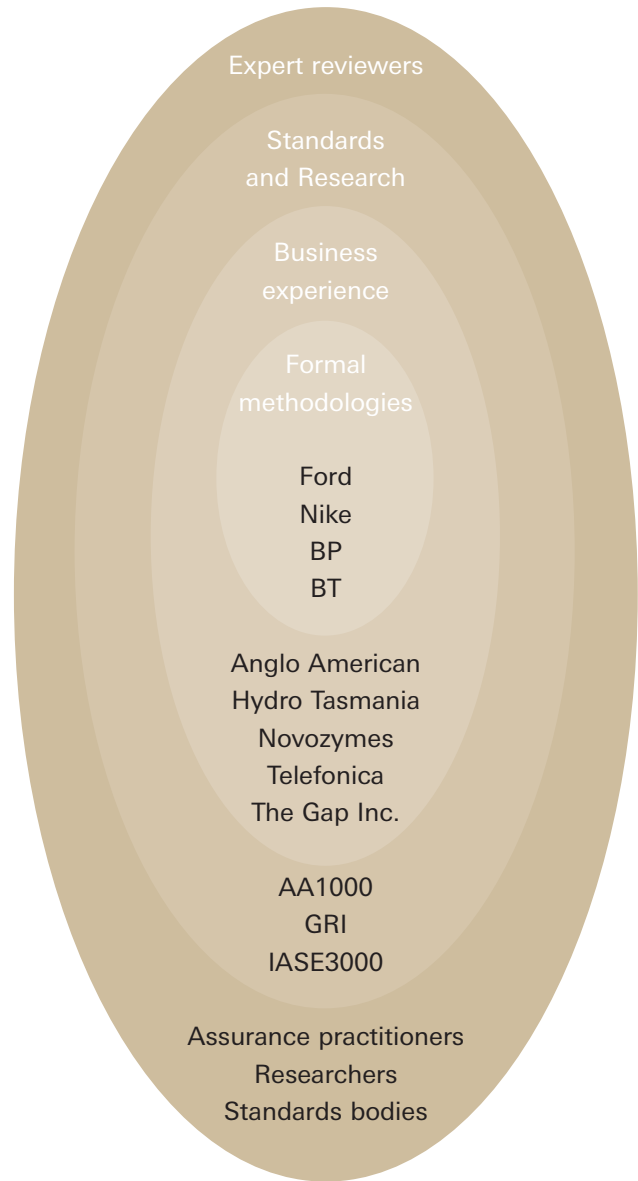 Expert reviewers
Standards
and Research
Business
experience
Formal
methodologies
Ford
Nike
BP
BT
Anglo American
Hydro Tasmania
Novozymes
Telefonica
The Gap Inc.
AA1000
GRI
IASE3000
Assurance practitioners
Researchers
Standards bodies